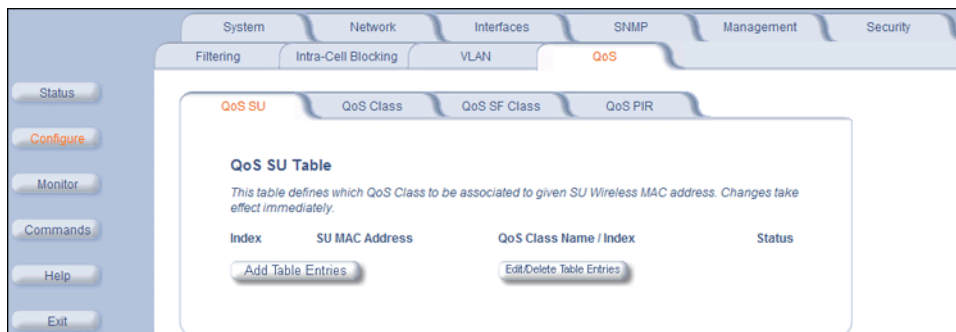 System Network Interfaces SNMP Management Security
Filtering Intra-Cell Blocking VLAN QoS
Status
Configure
Monitor
Commands
Help
Exit
QoS SU QoS Class QoS SF Class QoS PIR
QoS SU Table
This table defines which QoS Class to be associated to given SU Wireless MAC address. Changes take
effect immediately.
Index SU MAC Address QoS Class Name / Index Status
Add Table Entries Edit/Delete Table Entries